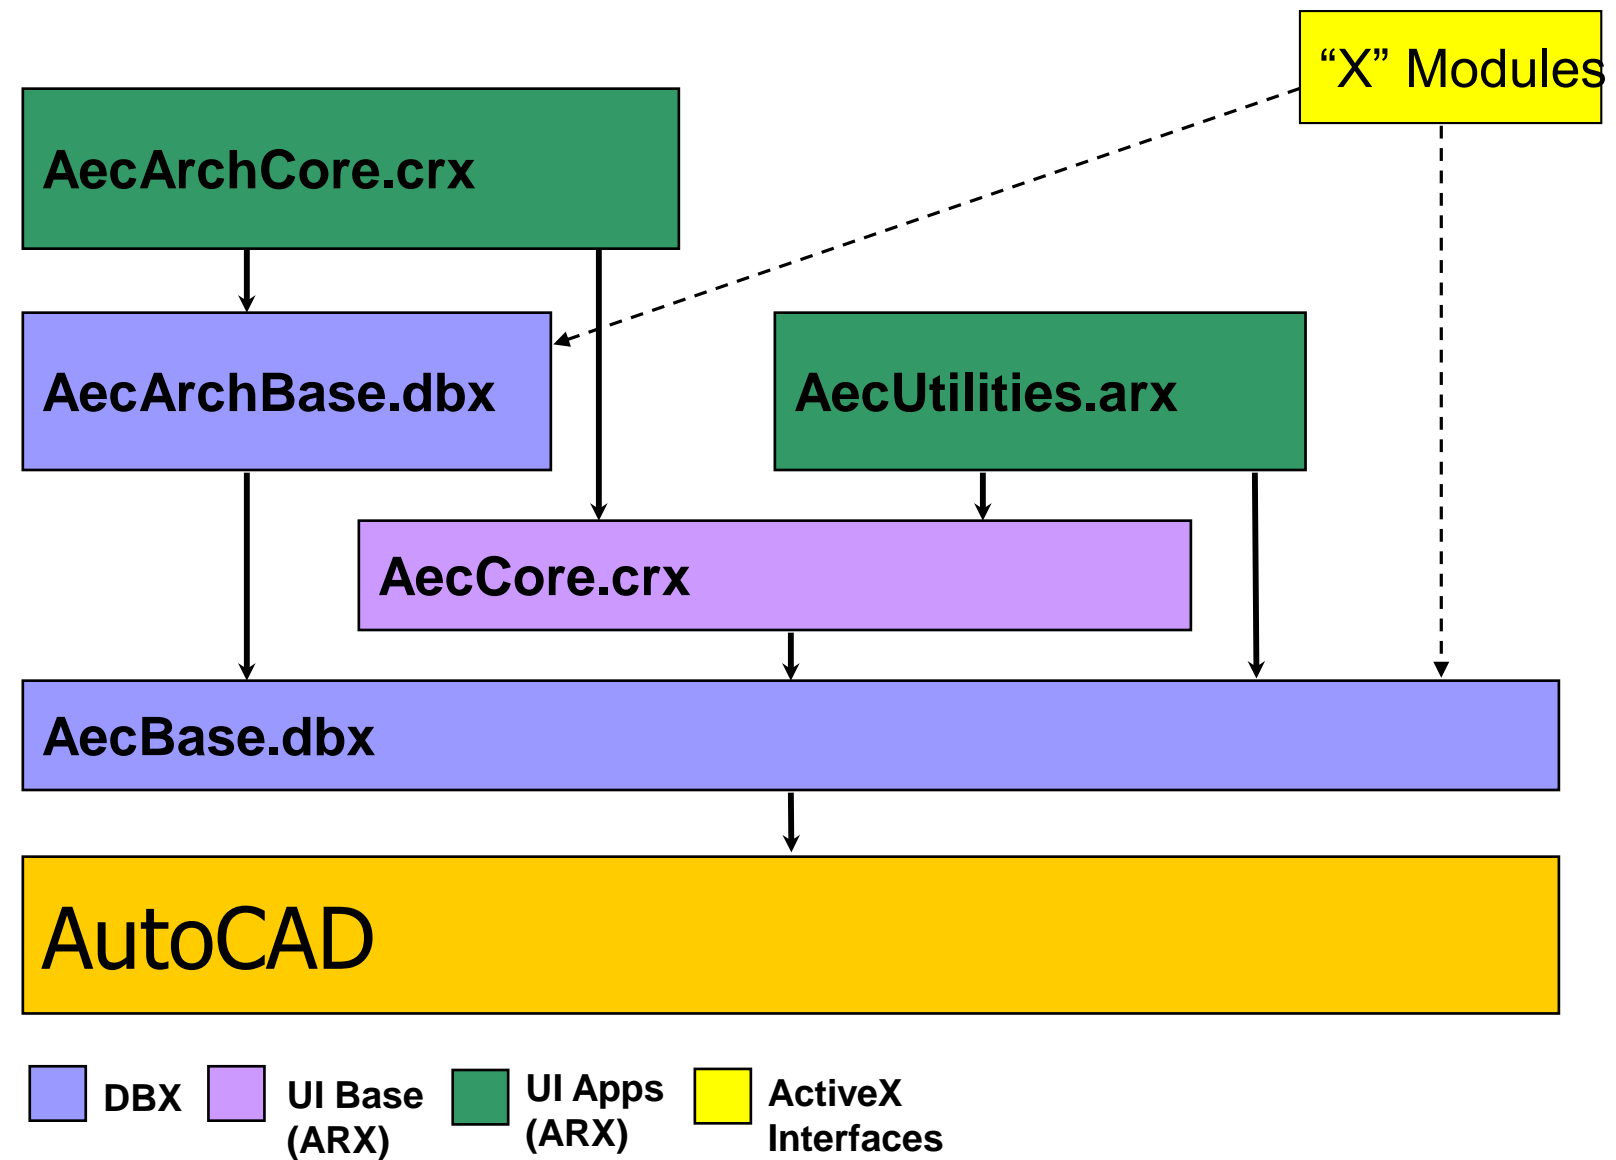 “X” Modules
AecArchCore.crx
AecArchBase.dbx
AecUtilities.arx
AecCore.crx
AecBase.dbx
AutoCAD
DBX
UI Base
(ARX)
UI Apps
(ARX)
ActiveX
Interfaces